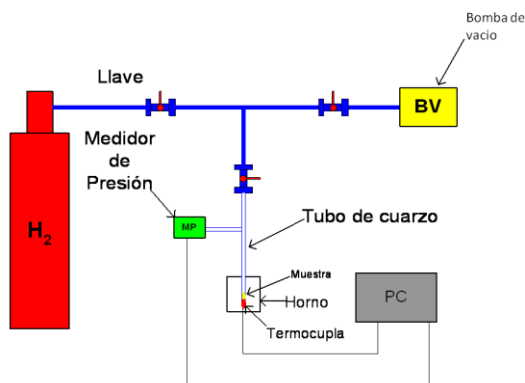 Bomba de
vacio
Llave
BV
Medidor
de
Presión
H2
MP
Tubo de cuarzo
Muestra
Horno
PC
Termocupla